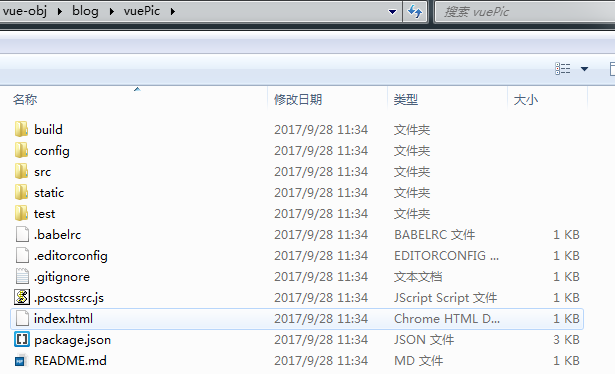 vue-obj ▸ blog ▸ vuePic ▸ 搜索 vuePic
名称 修改日期 类型 大小
build 2017/9/28 11:34 文件夹
config 2017/9/28 11:34 文件夹
src 2017/9/28 11:34 文件夹
static 2017/9/28 11:34 文件夹
test 2017/9/28 11:34 文件夹
.babelrc 2017/9/28 11:34 BABELRC 文件 1 KB
.editorconfig 2017/9/28 11:34 EDITORCONFIG ... 1 KB
.gitignore 2017/9/28 11:34 文本文档 1 KB
.postcssrc.js 2017/9/28 11:34 JScript Script 文件 1 KB
index.html 2017/9/28 11:34 Chrome HTML D... 1 KB
package.json 2017/9/28 11:34 JSON 文件 3 KB
README.md 2017/9/28 11:34 MD 文件 1 KB